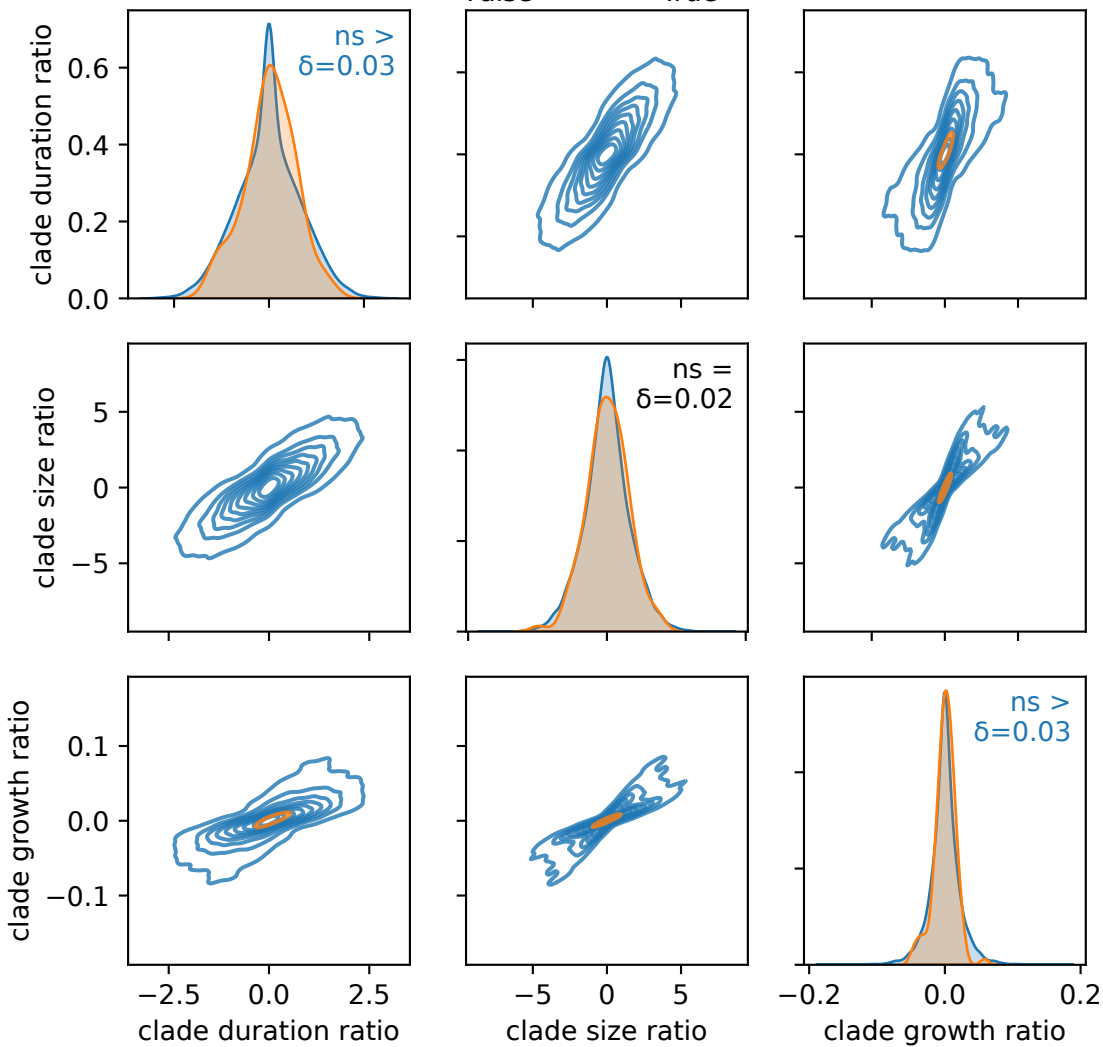 clade duration ratio
0.6
0.4
0.2
0.0
ns >
δ=0.03
clade size ratio
5
0
−5
ns =
δ=0.02
clade growth ratio
0.1
0.0
−0.1
ns >
δ=0.03
−2.5 0.0 2.5
−5 0 5
−0.2 0.0 0.2
clade duration ratio
clade size ratio
clade growth ratio